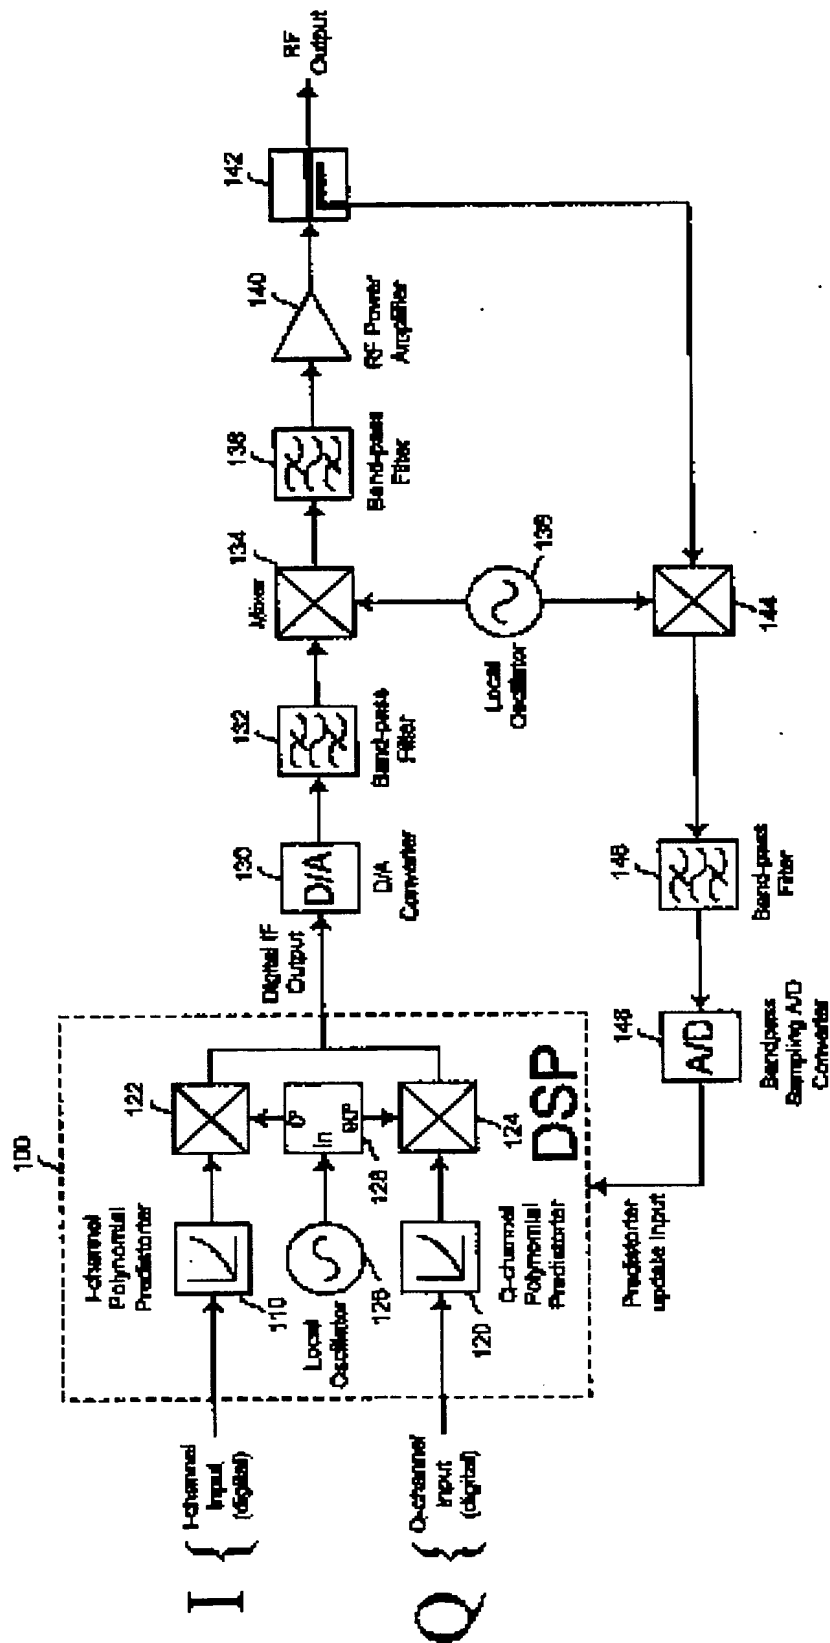 I
I-channel
Input
(digital)
Q
Q-channel
Input
(digital)
100
I-channel
Polynomial
Predistorter
110
122
Local
Oscillator
126
0°
In
90°
128
Q-channel
Polynomial
Predistorter
120
124
DSP
Digital IF
Output
130
D/A
D/A
Converter
132
Band-pass
Filter
Mixer
134
138
Band-pass
Filter
140
RF Power
Amplifier
142
RF
Output
Local
Oscillator
136
144
Band-pass
Filter
148
A/D
Bandpass
Sampling A/D
Converter
Predistorter
update Input